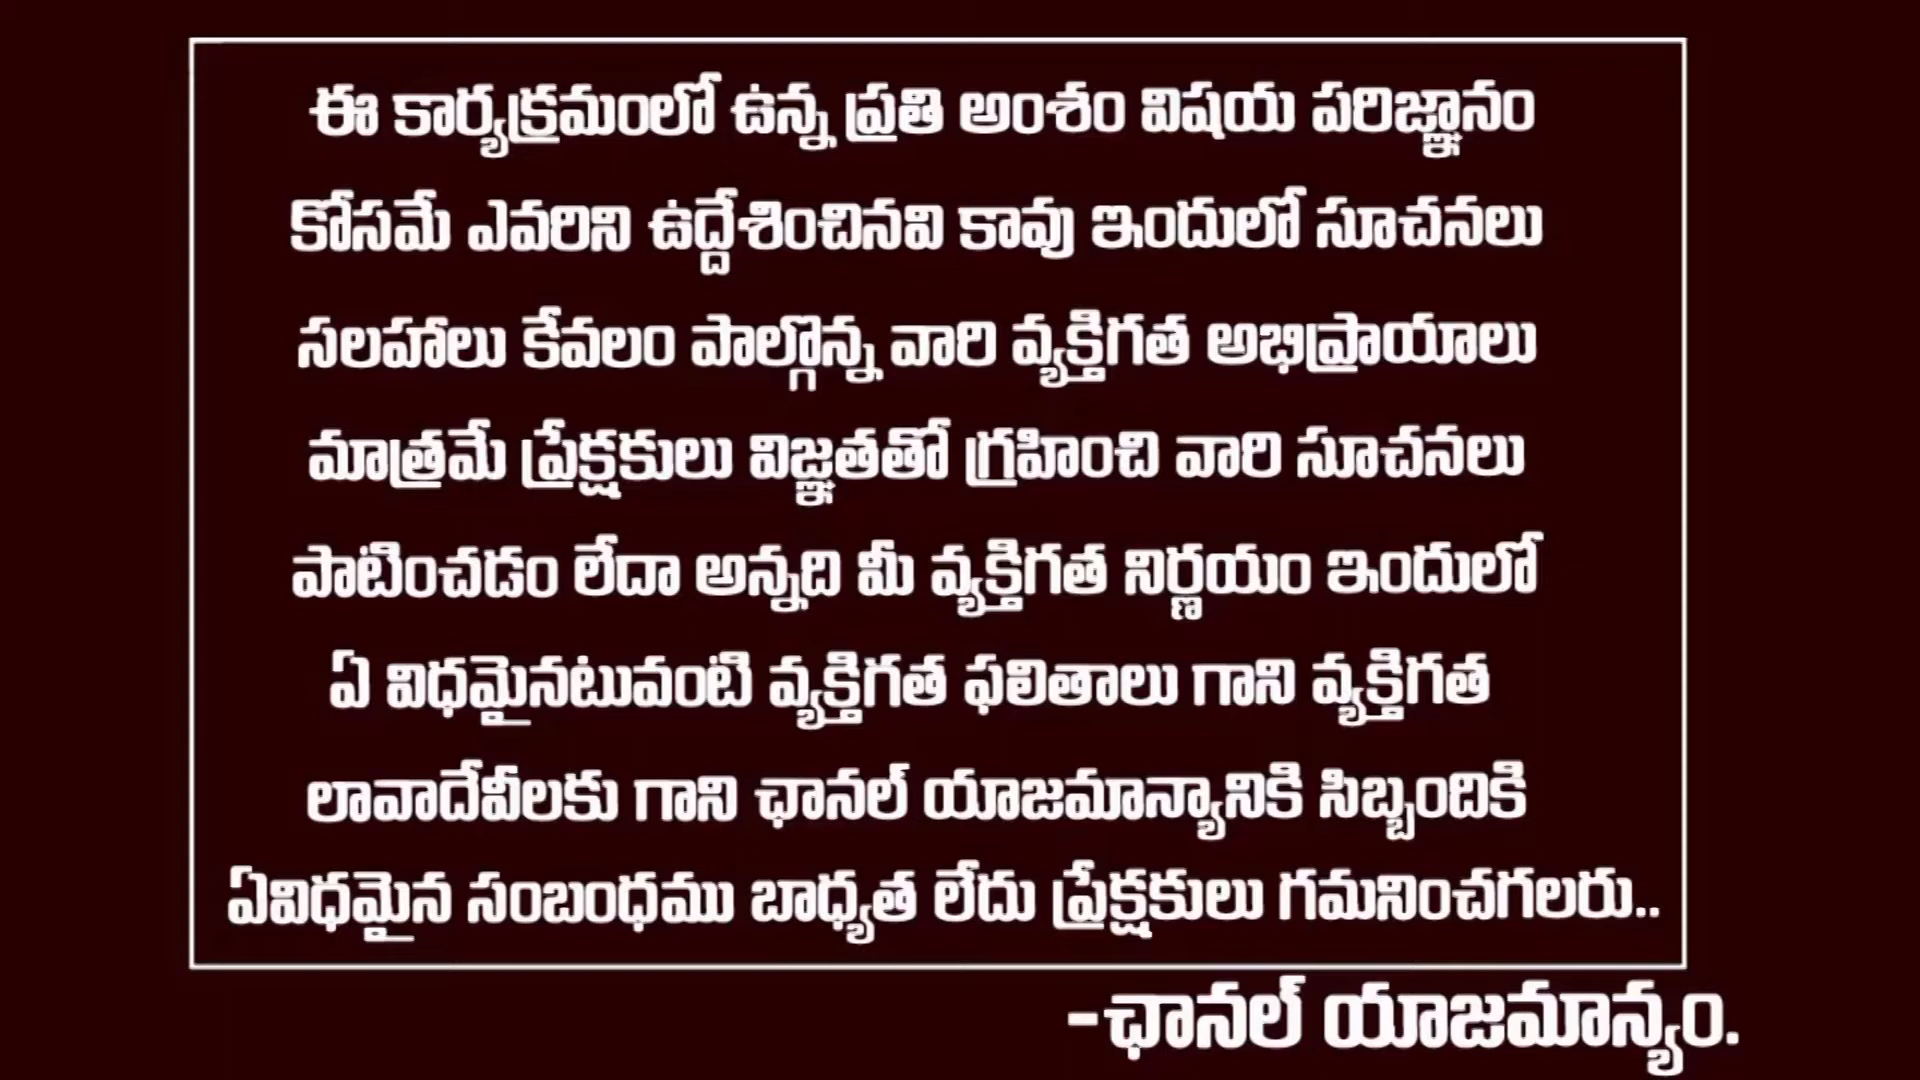 ఈ కార్యక్రమంలో ఉన్న ప్రతి అంశం విషయ పరిజ్ఞానం
కోసమే ఎవరిని ఉద్దేశించినవి కావు ఇందులో సూచనలు
సలహాలు కేవలం పాల్గొన్న వారి వ్యక్తిగత అభిప్రాయాలు
మాత్రమే ప్రేక్షకులు విజ్ఞతతో గ్రహించి వారి సూచనలు
పాటించడం లేదా అన్నది మీ వ్యక్తిగత నిర్ణయం ఇందులో
ఏ విధమైనటువంటి వ్యక్తిగత ఫలితాలు గాని వ్యక్తిగత
లావాదేవీలకు గాని ఛానల్ యాజమాన్యానికి సిబ్బందికి
ఏవిధమైన సంబంధము బాధ్యత లేదు ప్రేక్షకులు గమనించగలరు..
-ఛానల్ యాజమాన్యం.